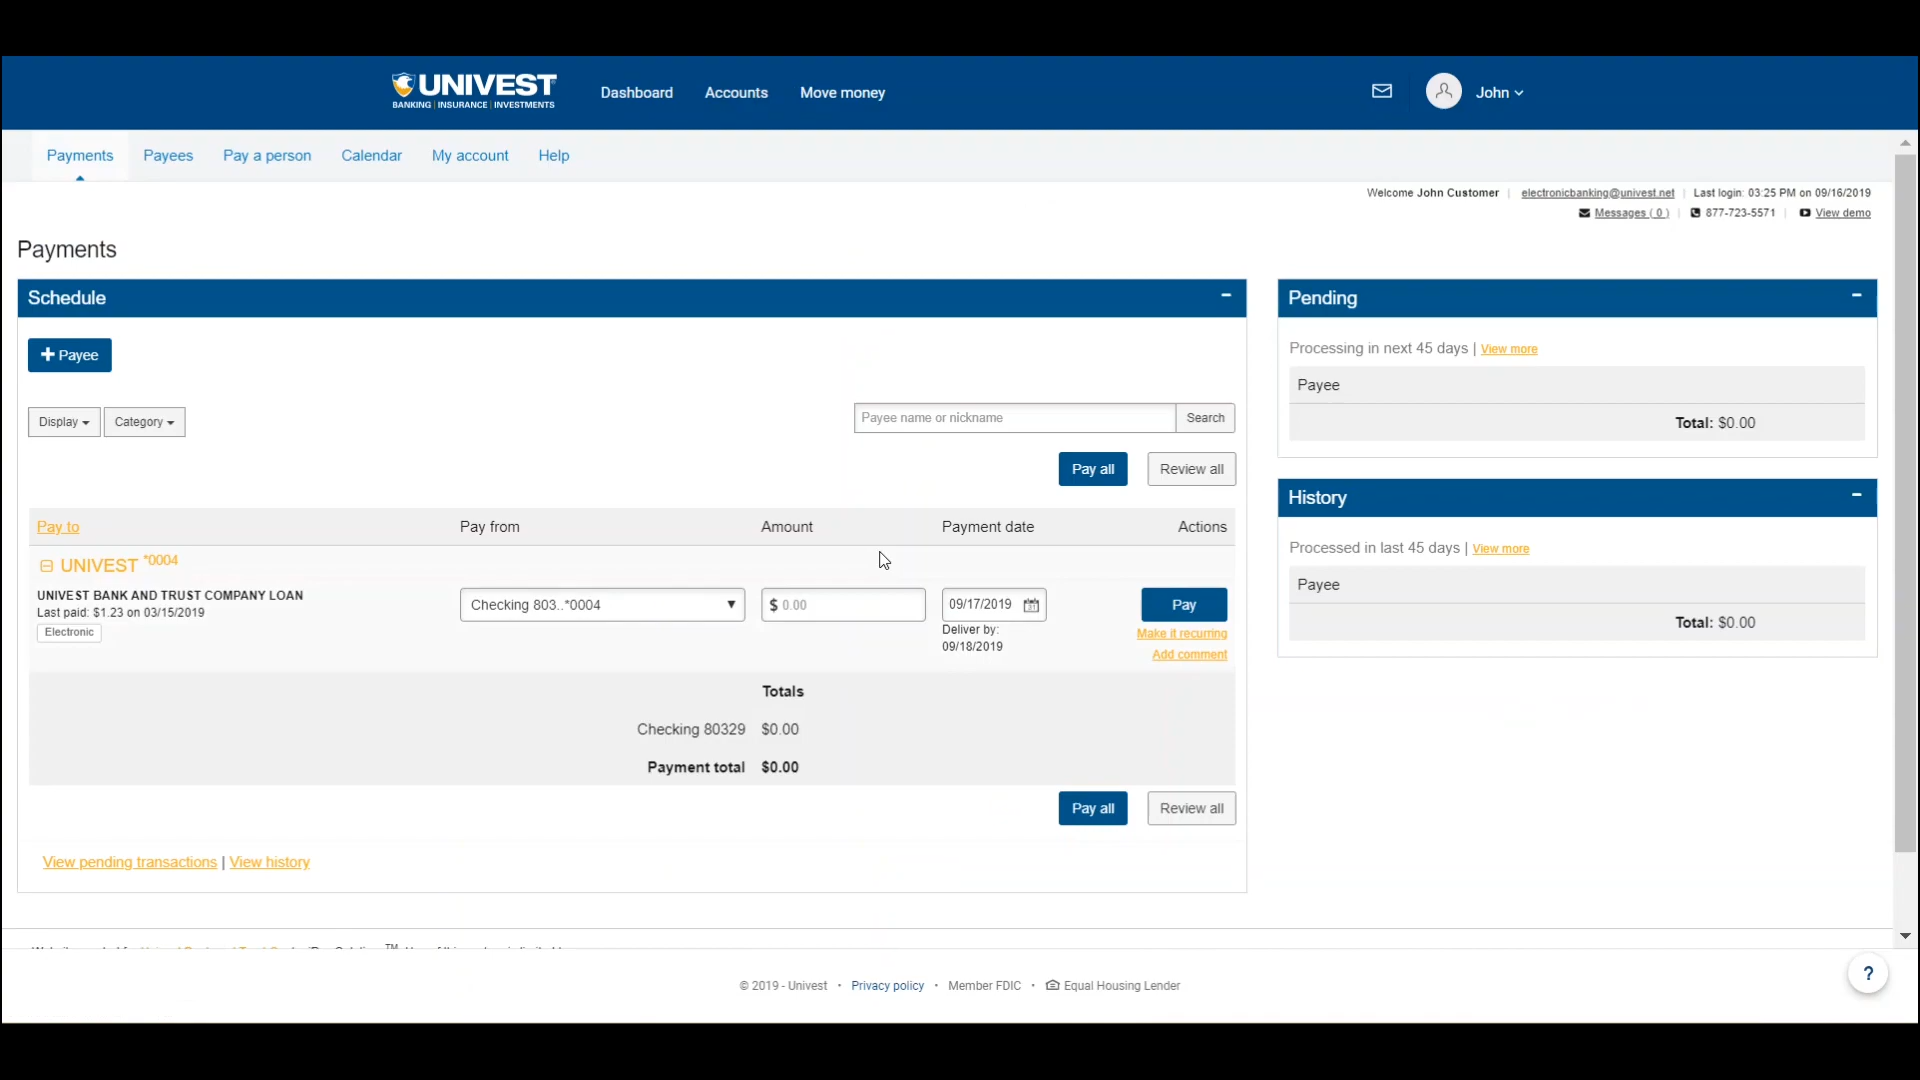 UNIVEST
BANKING | INSURANCE | INVESTMENTS
Dashboard Accounts Move money
John
Payments Payees Pay a person Calendar My account Help
Welcome John Customer | electronicbanking@univest.net | Last login: 03:25 PM on 09/16/2019
Messages ( 0 ) | 877-723-5571 | View demo
Payments
Schedule
+ Payee
Display Category
Payee name or nickname Search
Pay all Review all
Pay to Pay from Amount Payment date Actions
UNIVEST *0004
UNIVEST BANK AND TRUST COMPANY LOAN
Last paid: $1.23 on 03/15/2019
Electronic
Checking 803..*0004
$ 0.00
09/17/2019
Deliver by:
09/18/2019
Pay
Make it recurring
Add comment
Totals
Checking 80329 $0.00
Payment total $0.00
Pay all Review all
View pending transactions | View history
Pending
Processing in next 45 days | View more
Payee
Total: $0.00
History
Processed in last 45 days | View more
Payee
Total: $0.00
© 2019 - Univest • Privacy policy • Member FDIC • Equal Housing Lender
?